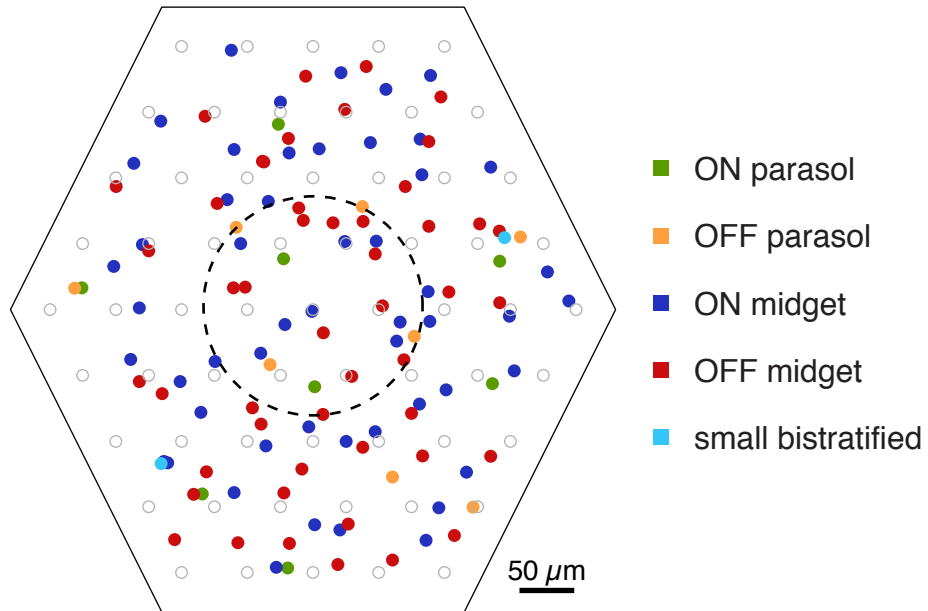 ON parasol
OFF parasol
ON midget
OFF midget
small bistratified
50 µm